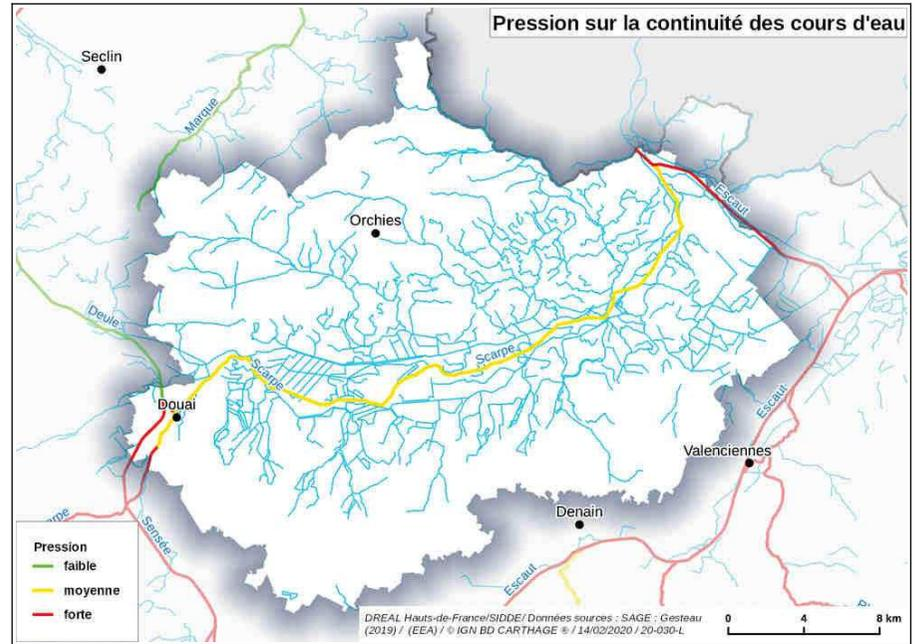 Pression sur la continuité des cours d'eau
Seclin
Marque
Escaut
Orchies
Deule
Scarpe
Scarpe
Douai
Escaut
Valenciennes
arpe
Sensée
Denain
Escaut
Pression
faible
moyenne
forte
DREAL Hauts-de-France/SIDDE/ Données sources : SAGE : Gesteau
(2019) / (EEA) / © IGN BD CARTHAGE ® / 14/02/2020 / 20-030-L
0 4 8 km